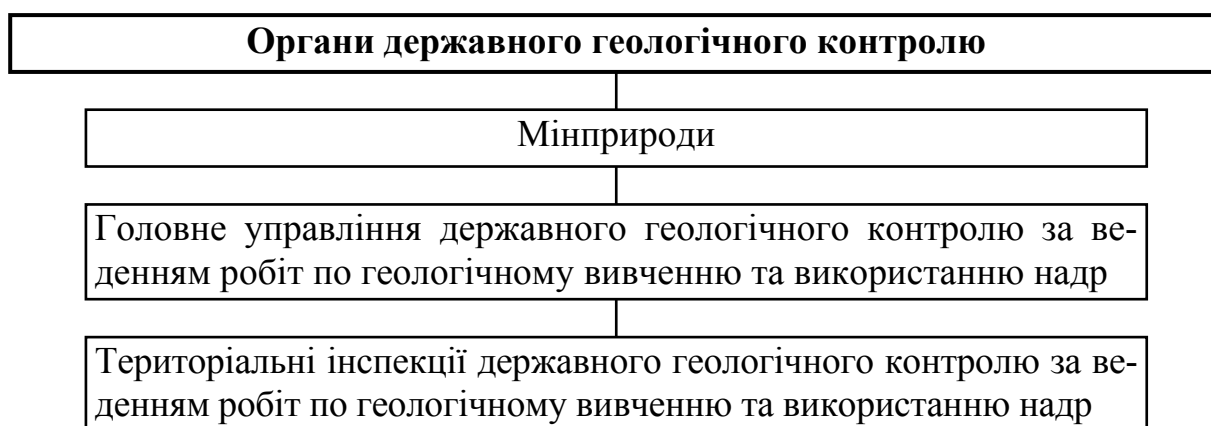 Органи державного геологічного контролю
Мінприроди
Головне управління державного геологічного контролю за ве-
денням робіт по геологічному вивченню та використанню надр
Територіальні інспекції державного геологічного контролю за ве-
денням робіт по геологічному вивченню та використанню надр